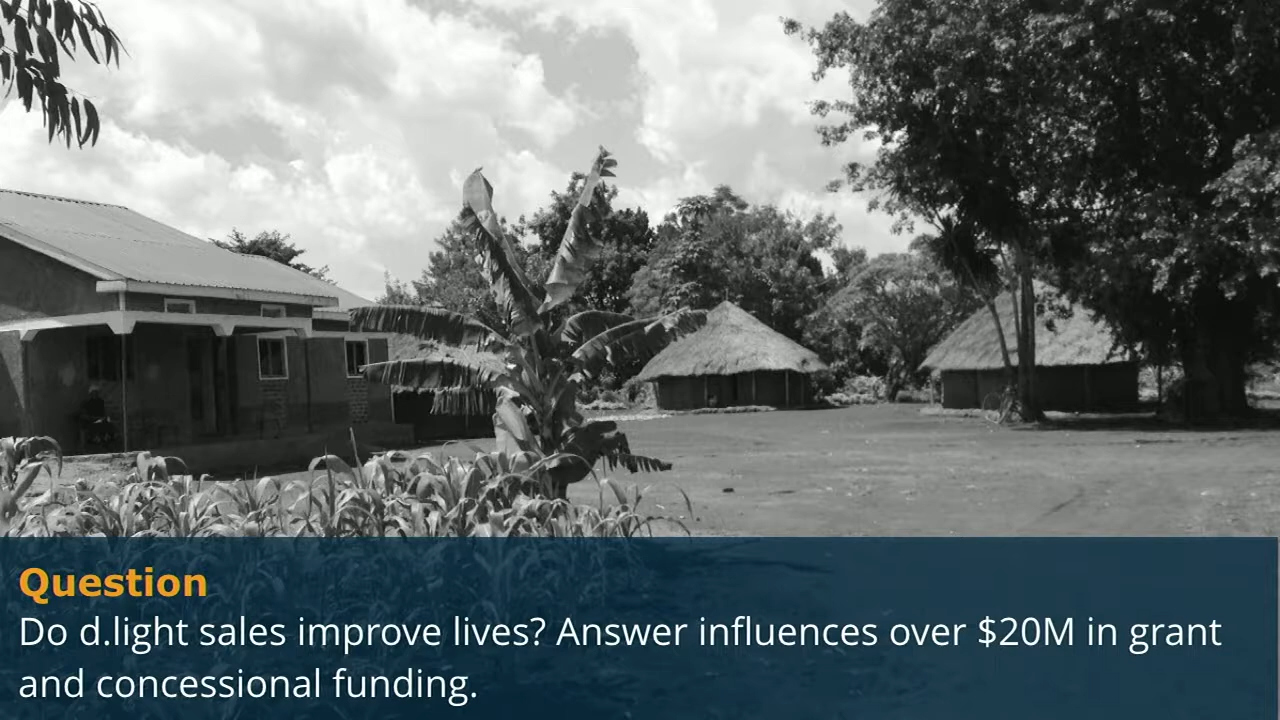 Question
Do d.light sales improve lives? Answer influences over $20M in grant
and concessional funding.